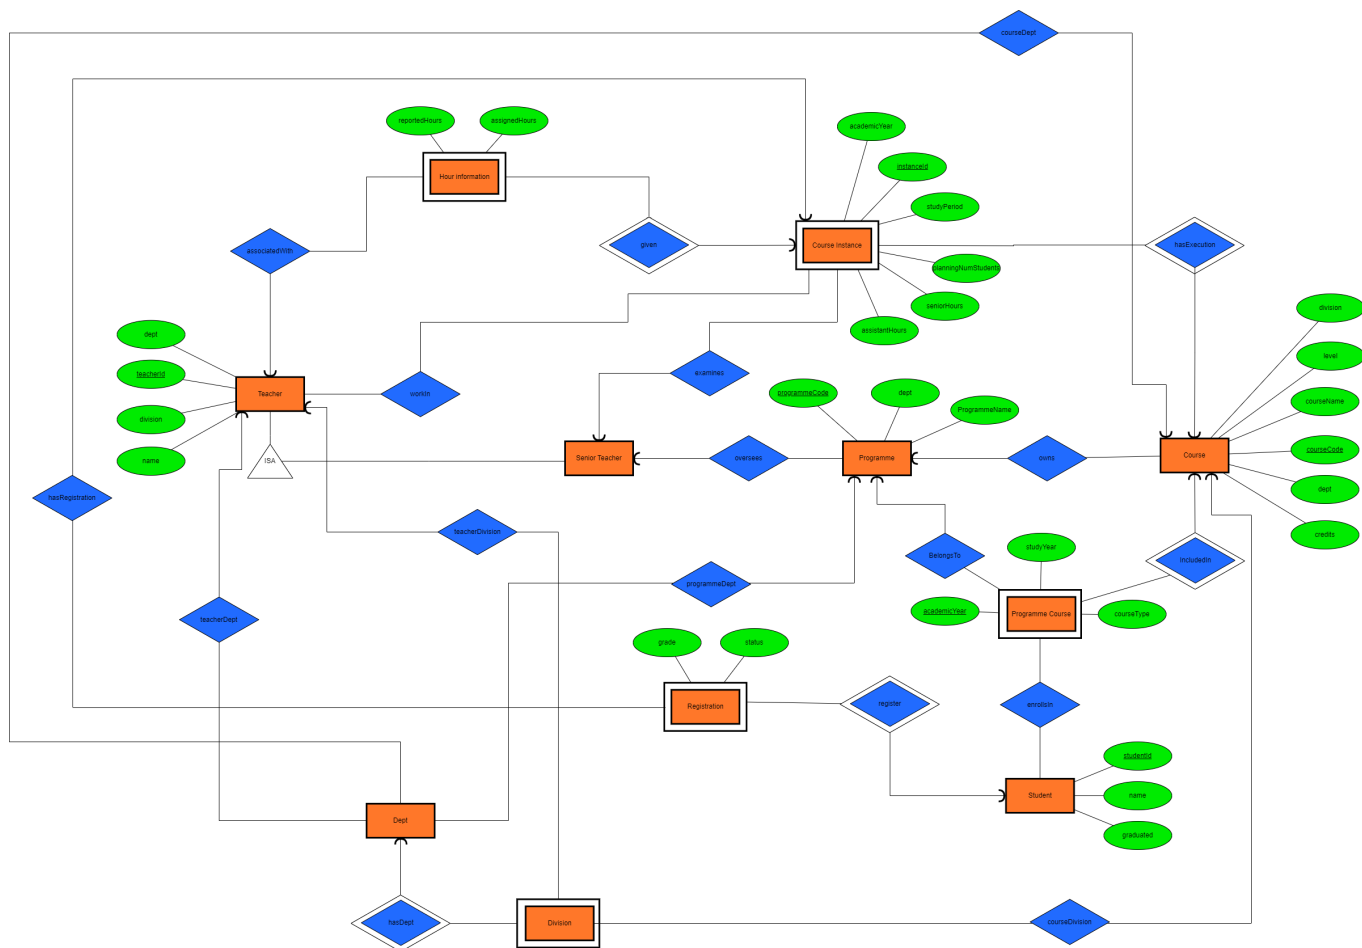 courseDept
reportedHours
assignedHours
academicYear
instanceId
Hour information
studyPeriod
associatedWith
given
Course Instance
hasExecution
planningNumStudents
seniorHours
division
assistantHours
dept
level
teacherId
examines
programmeCode
dept
courseName
Teacher
workin
ProgrammeName
division
courseCode
name
ISA
Senior Teacher
overseas
Programme
owns
Course
dept
hasRegistration
credits
teacherDivision
studyYear
BelongsTo
includedIn
programmeDept
academicYear
Programme Course
courseType
teacherDept
grade
status
Registration
register
enrollsIn
studentId
Student
name
Dept
graduated
hasDept
Division
courseDivision